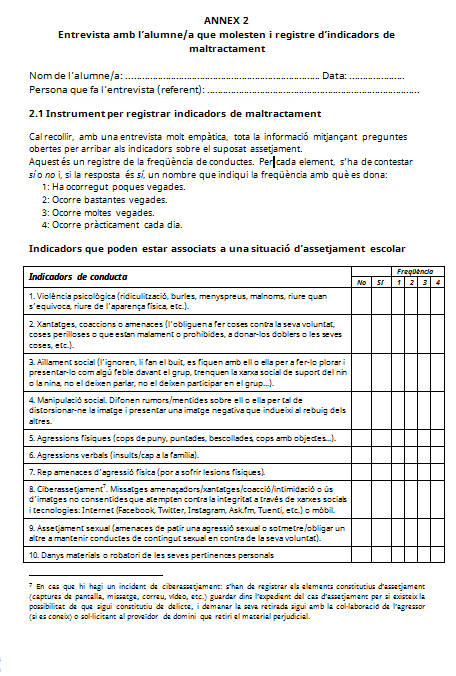 ANNEX 2
Entrevista amb l'alumne/a que molesten i registre d'indicadors de
maltractament
Nom de l'alumne/a: ........................................................................ Data: .....................
Persona que fa l'entrevista (referent): ...............................................................................
2.1 Instrument per registrar indicadors de maltractament
Cal recollir, amb una entrevista molt empàtica, tota la informació mitjançant preguntes
obertes per arribar als indicadors sobre el suposat assetjament.
Aquest és un registre de la freqüència de conductes. Per cada element, s'ha de contestar
sí o no i, si la resposta és sí, un nombre que indiqui la freqüència amb què es dona:
1: Ha ocorregut poques vegades.
2: Ocorre bastantes vegades.
3: Ocorre moltes vegades.
4: Ocorre pràcticament cada dia.
Indicadors que poden estar associats a una situació d'assetjament escolar
Indicadors de conducta
Freqüència
No Sí 1 2 3 4
1. Violència psicològica (ridiculització, burles, menyspreus, malnoms, riure quan
s'equivoca, riure de l'aparença física, etc.).
2. Xantatges, coaccions o amenaces (l'obliguen a fer coses contra la seva voluntat,
coses perilloses o que estan malament o prohibides, a donar-los doblers o les seves
coses, etc.).
3. Aïllament social (l'ignoren, li fan el buit, es fiquen amb ell o ella per a fer-lo plorar i
presentar-lo com algú feble davant el grup, trenquen la xarxa social de suport del nin
o la nina, no el deixen parlar, no el deixen participar en el grup...).
4. Manipulació social. Difonen rumors/mentides sobre ell o ella per tal de
distorsionar-ne la imatge i presentar una imatge negativa que indueixi al rebuig dels
altres.
5. Agressions físiques (cops de puny, puntades, bescollades, cops amb objectes...).
6. Agressions verbals (insults/cap a la família).
7. Rep amenaces d'agressió física (por a sofrir lesions físiques).
8. Ciberassetjament7. Missatges amenaçadors/xantatges/coacció/intimidació o ús
d'imatges no consentides que atempten contra la integritat a través de xarxes socials
i tecnologies: Internet (Facebook, Twitter, Instagram, Ask.fm, Tuenti, etc.) o mòbil.
9. Assetjament sexual (amenaces de patir una agressió sexual o sotmetre/obligar un
altre a mantenir conductes de contingut sexual en contra de la seva voluntat).
10. Danys materials o robatori de les seves pertinences personals
7 En cas que hi hagi un incident de ciberassetjament: s'han de registrar els elements constitutius d'assetjament
(captures de pantalla, missatge, correu, vídeo, etc.) guardar dins l'expedient del cas d'assetjament per si existeix la
possibilitat de que sigui constitutiu de delicte, i demanar la seva retirada sigui amb la col·laboració de l'agressor
(si es coneix) o sol·licitant al proveïdor de domini que retiri el material perjudicial.